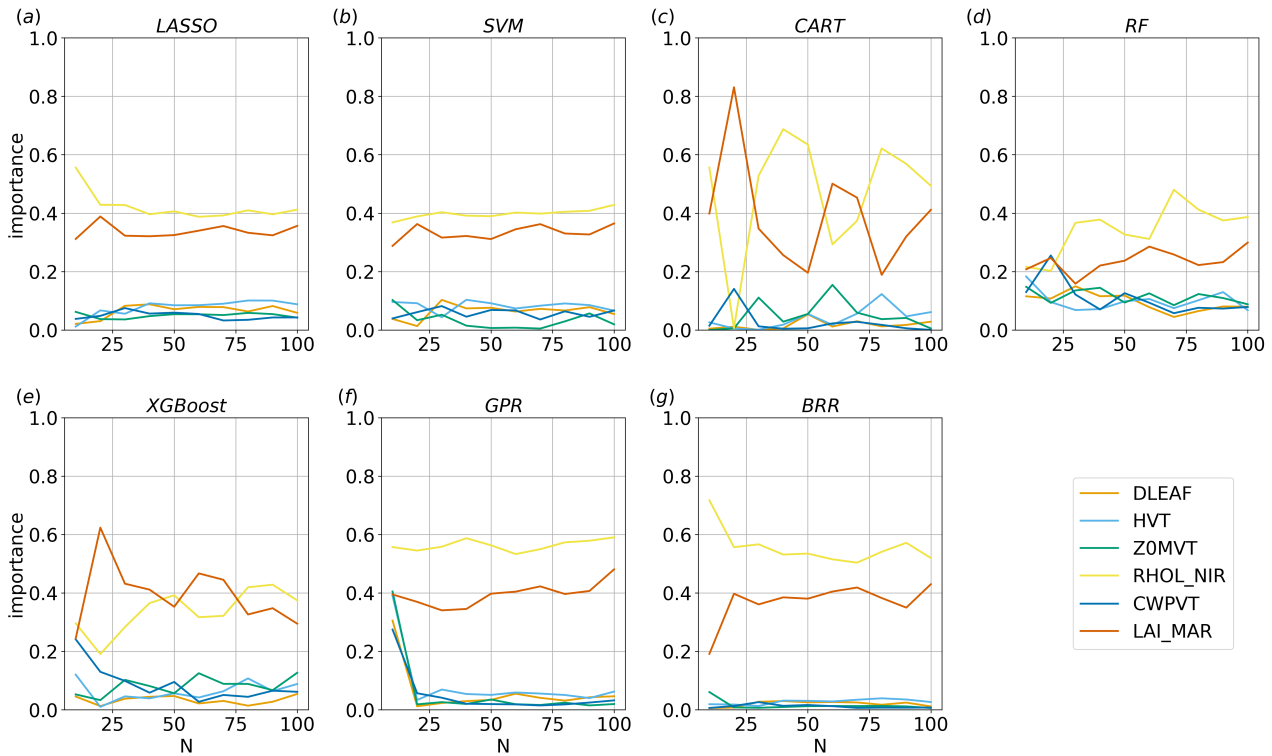 (a) LASSO
1.0
0.8
0.6
0.4
0.2
0.0
importance
25 50 75 100
(b) SVM
1.0
0.8
0.6
0.4
0.2
0.0
25 50 75 100
(c) CART
1.0
0.8
0.6
0.4
0.2
0.0
25 50 75 100
(d) RF
1.0
0.8
0.6
0.4
0.2
0.0
25 50 75 100
(e) XGBoost
1.0
0.8
0.6
0.4
0.2
0.0
importance
25 50 75 100
N
(f) GPR
1.0
0.8
0.6
0.4
0.2
0.0
25 50 75 100
N
(g) BRR
1.0
0.8
0.6
0.4
0.2
0.0
25 50 75 100
N
DLEAF
HVT
Z0MVT
RHOL_NIR
CWPVT
LAI_MAR